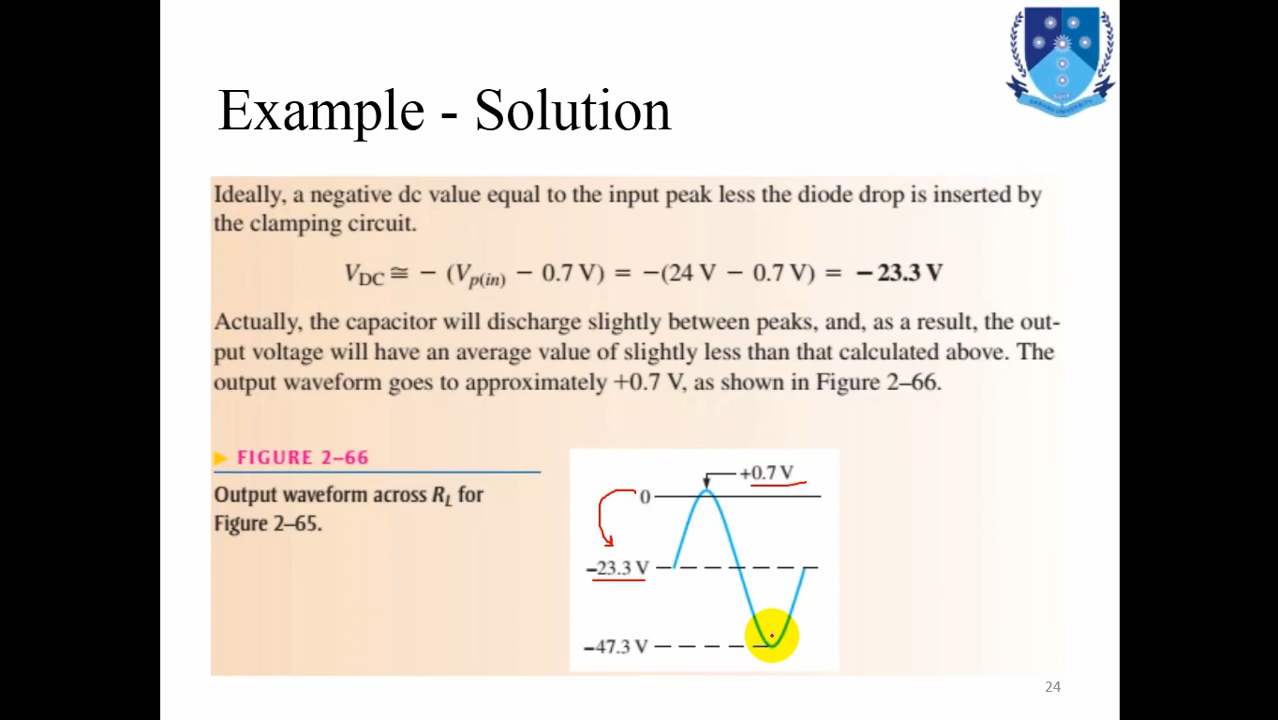 Example - Solution
Ideally, a negative dc value equal to the input peak less the diode drop is inserted by
the clamping circuit.
V_DC ≅ − (V_p(in) − 0.7 V) = −(24 V − 0.7 V) = −23.3 V
Actually, the capacitor will discharge slightly between peaks, and, as a result, the out-
put voltage will have an average value of slightly less than that calculated above. The
output waveform goes to approximately +0.7 V, as shown in Figure 2–66.
FIGURE 2–66
Output waveform across R_L for
Figure 2–65.
+0.7 V
0
−23.3 V
−47.3 V
24